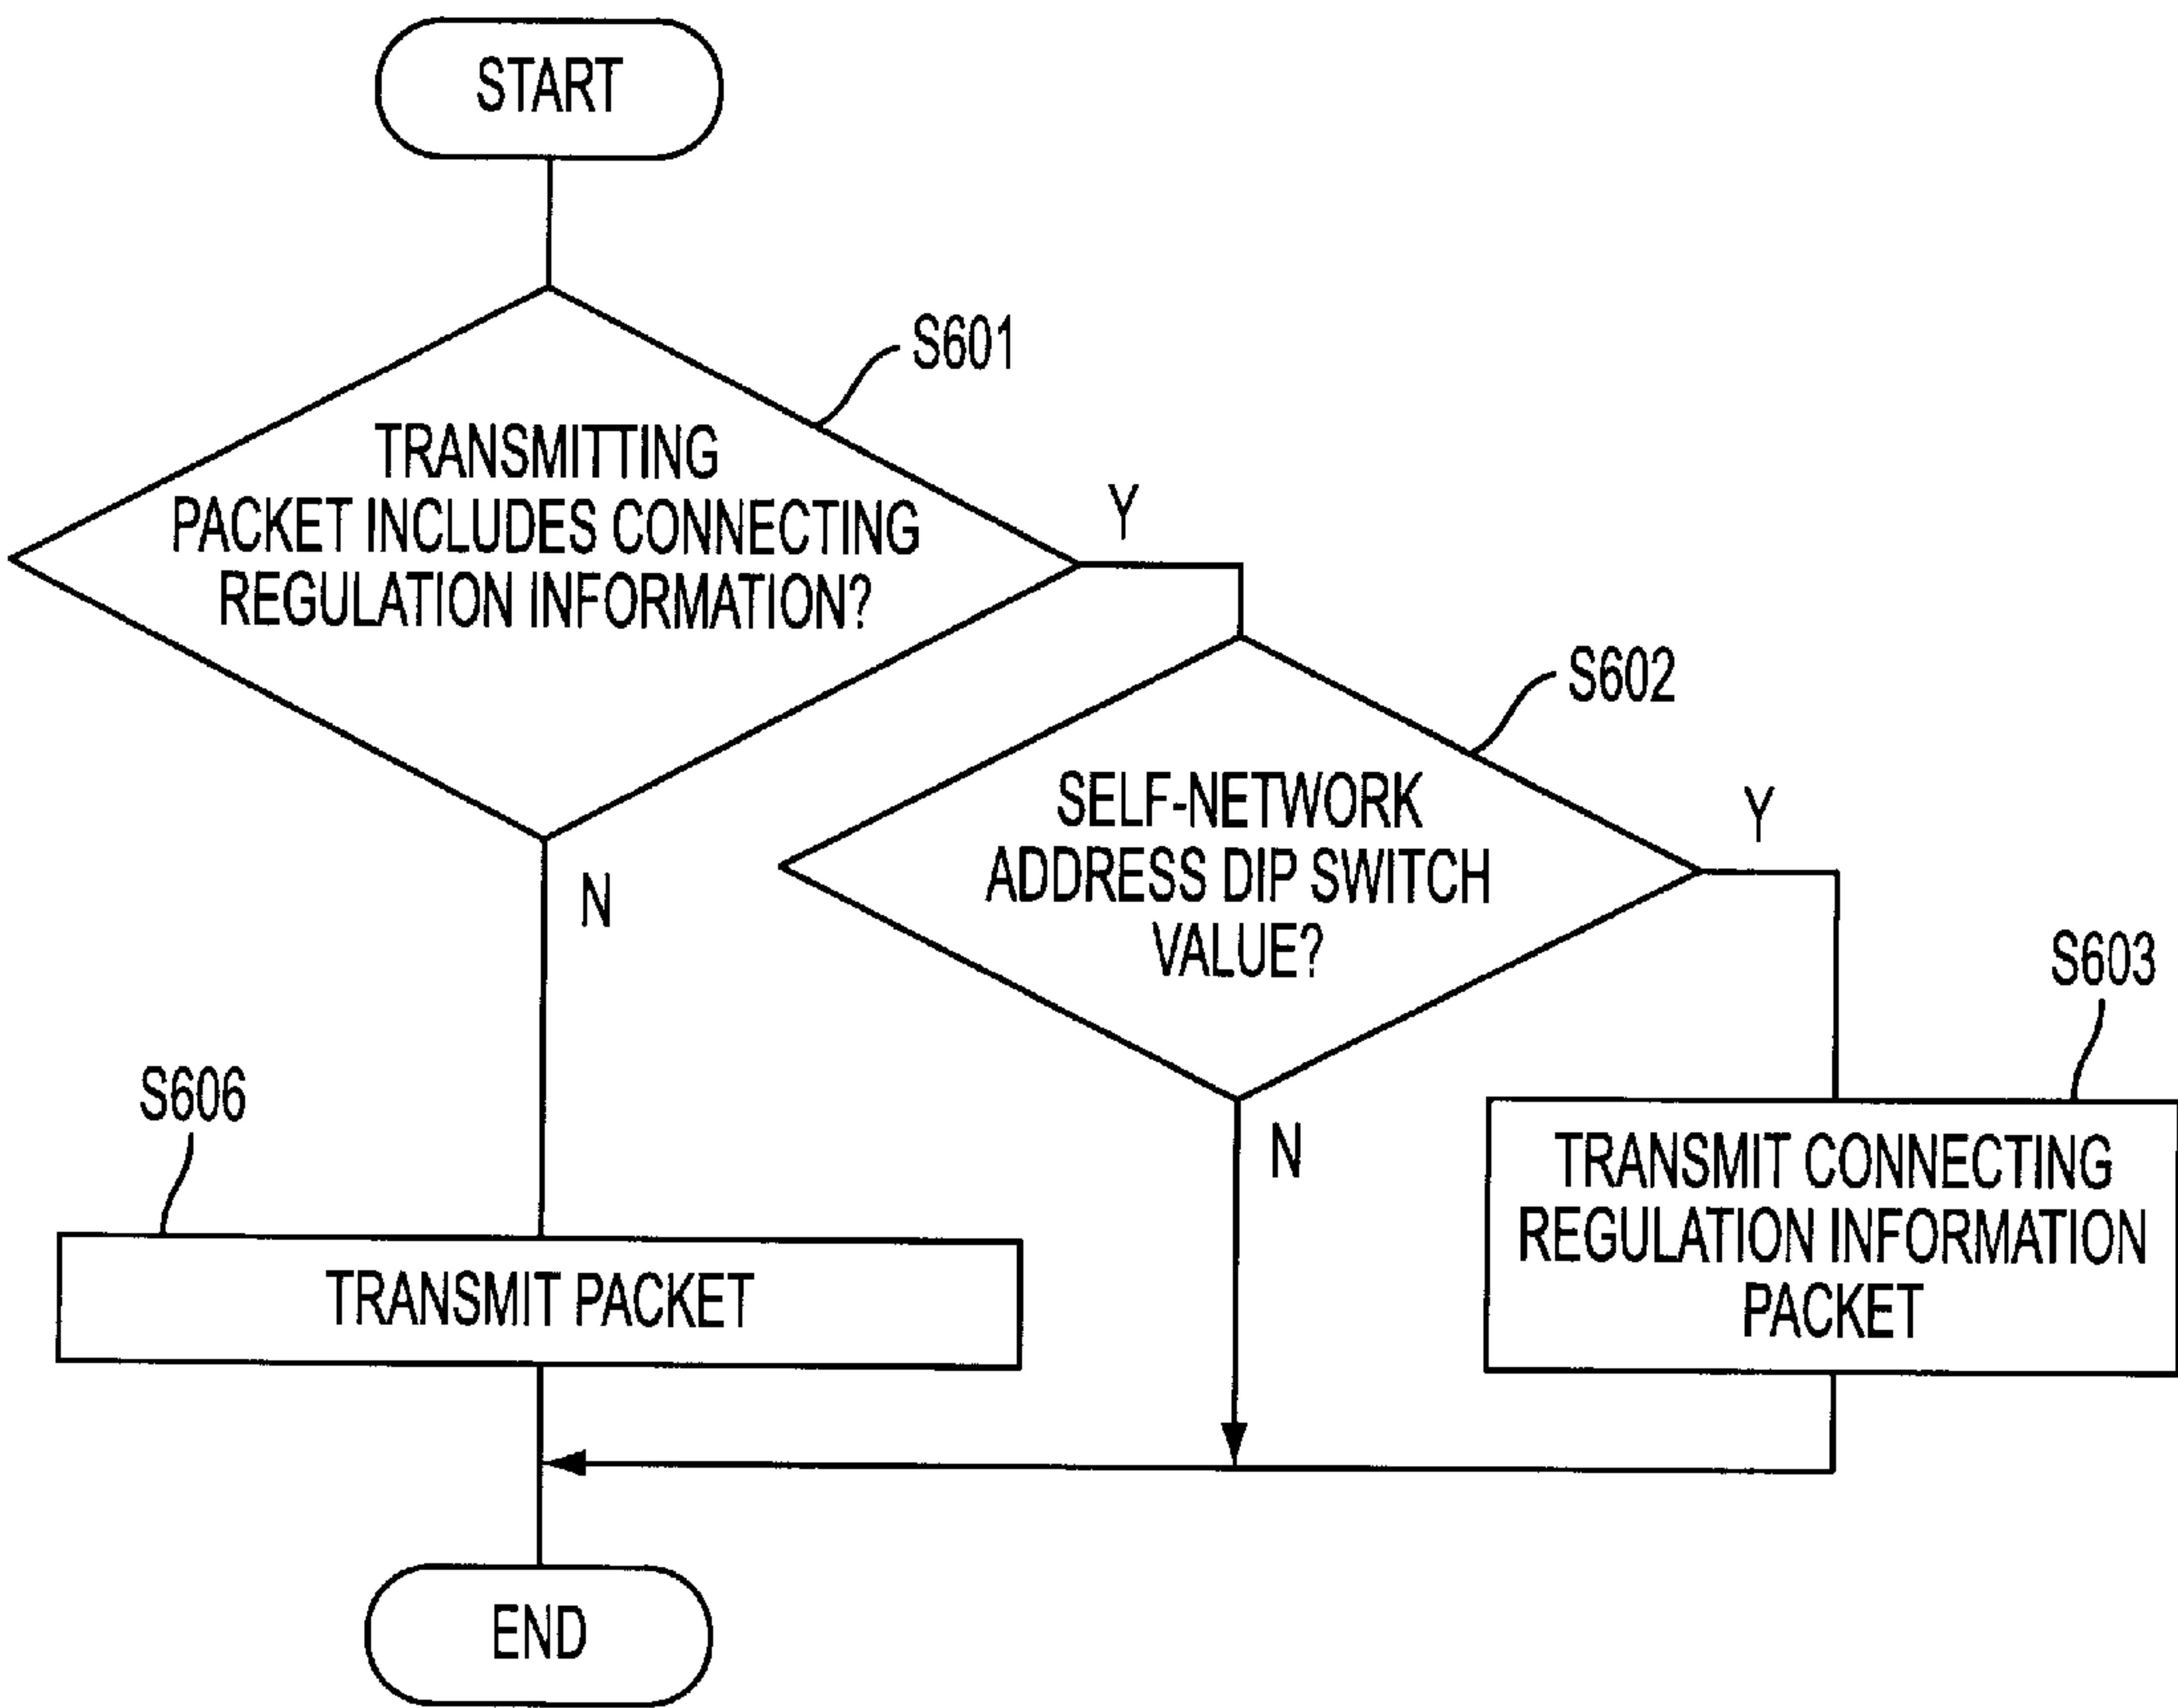 START
S601
TRANSMITTING
PACKET INCLUDES CONNECTING
REGULATION INFORMATION?
Y
N
S602
SELF-NETWORK
ADDRESS DIP SWITCH
VALUE?
Y
N
S603
TRANSMIT CONNECTING
REGULATION INFORMATION
PACKET
S606
TRANSMIT PACKET
END